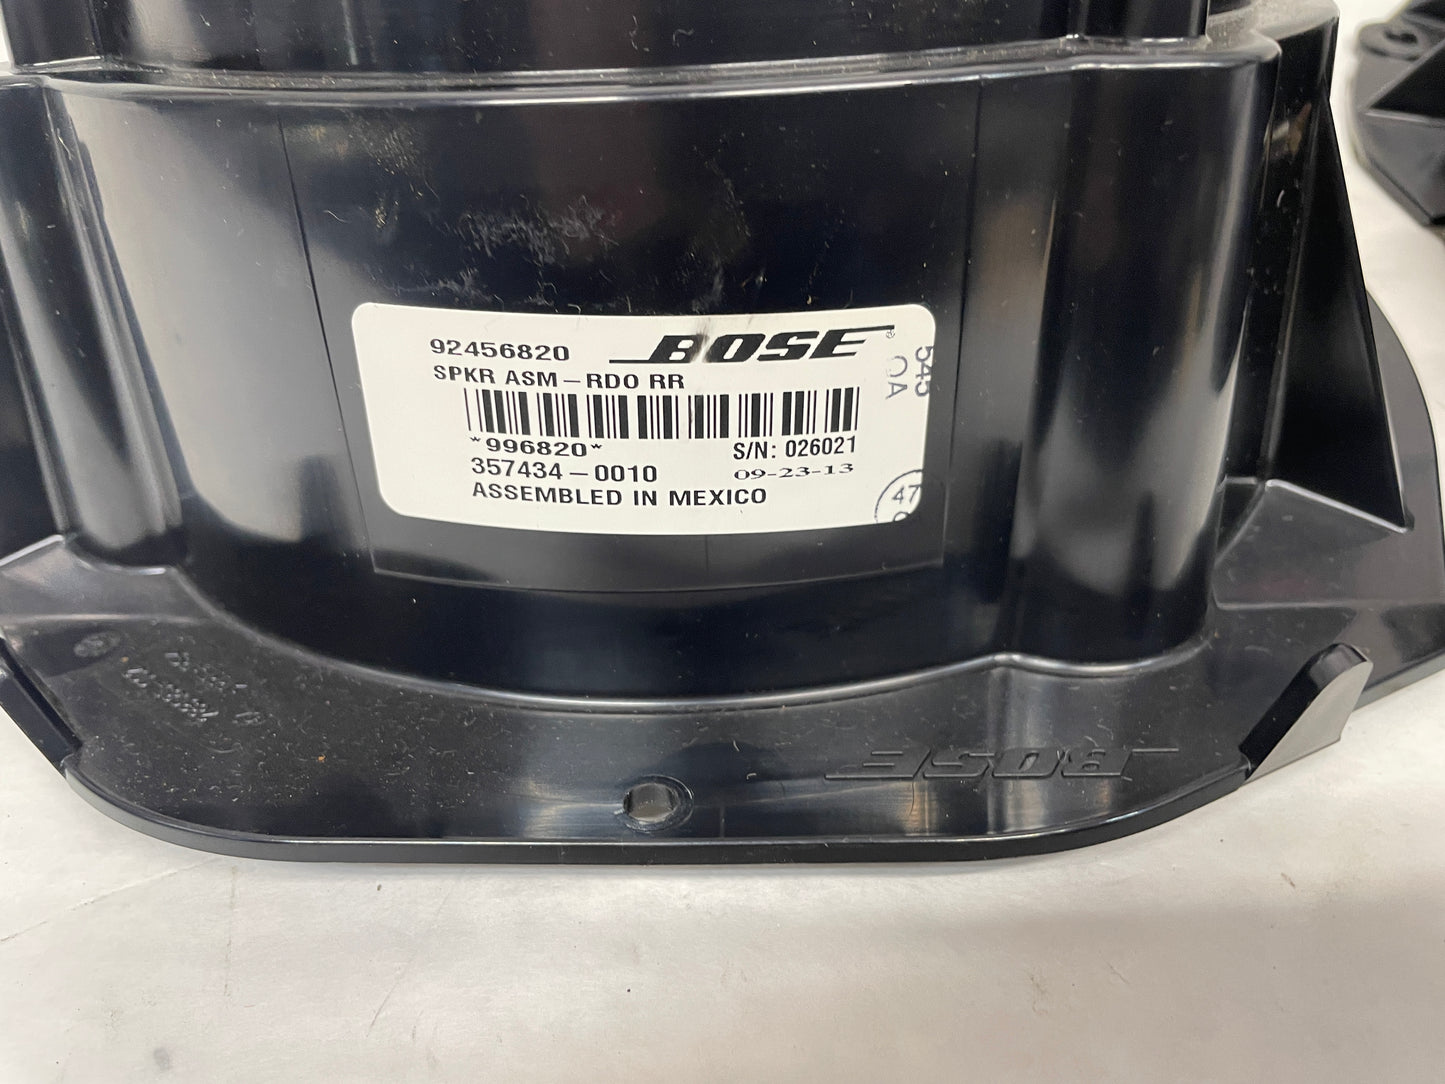 92456820 BOSE®
SPKR ASM-RDO RR
*996820* S/N: 026021
357434-0010 09-23-13
ASSEMBLED IN MEXICO
545
OA
47
BOSE